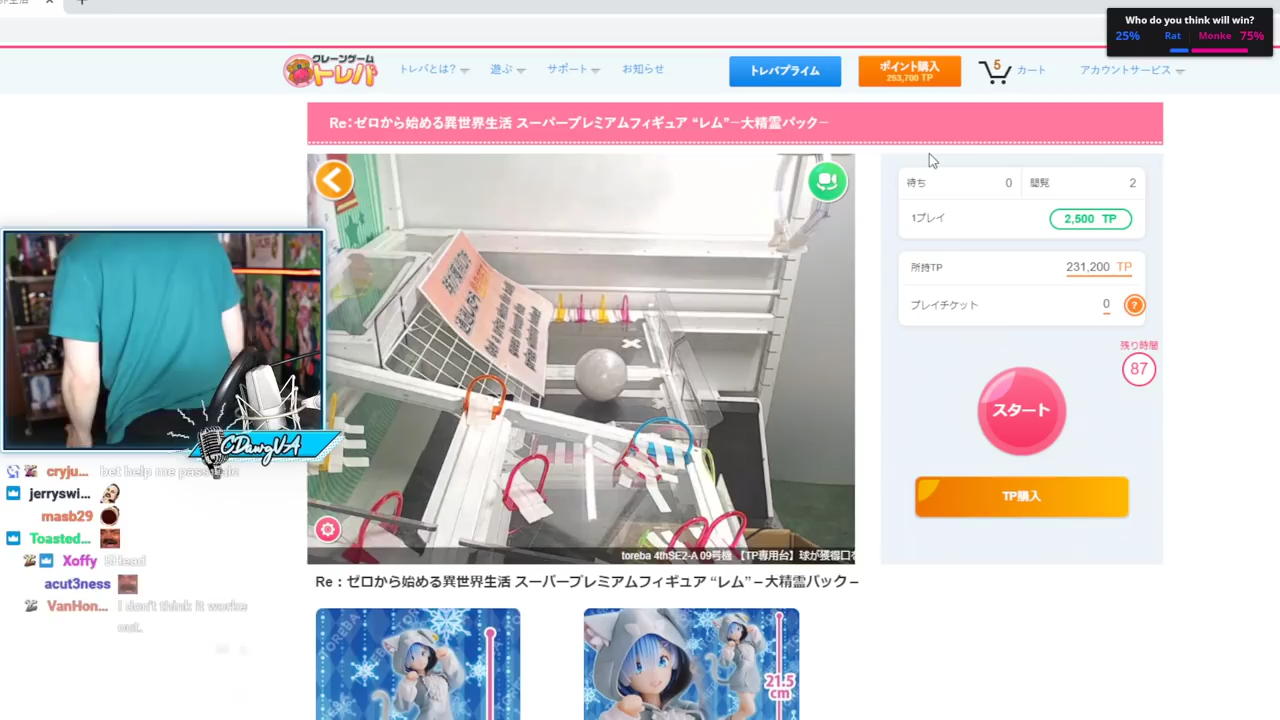 Who do you think will win?
25% Rat Monke 75%
クレーンゲーム
トレバ
トレバとは?
遊ぶ
サポート
お知らせ
トレバプライム
ポイント購入
293,700 TP
5
カート
アカウントサービス
Re:ゼロから始める異世界生活 スーパープレミアムフィギュア “レム”–大精霊パック–
待ち 0
閲覧 2
1プレイ 2,500 TP
所持TP 231,200 TP
プレイチケット 0 ?
残り時間
87
スタート
TP購入
toreba 4thSE2-A 09号機 【TP専用台】球が獲得口
Re:ゼロから始める異世界生活 スーパープレミアムフィギュア “レム” – 大精霊パック –
TOREBA
21.5
cm
CDawgVA
cryju...
jerryswi...
masb29
Toasted...
Xoffy 5Head
acut3ness
VanHon... I don't think it worke
out.